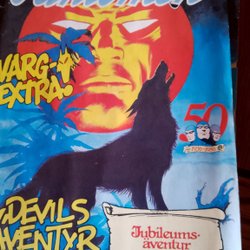 VARG-
EXTRA!
50
DEVILS
ÄVENTYR
Jubileums-
äventyr